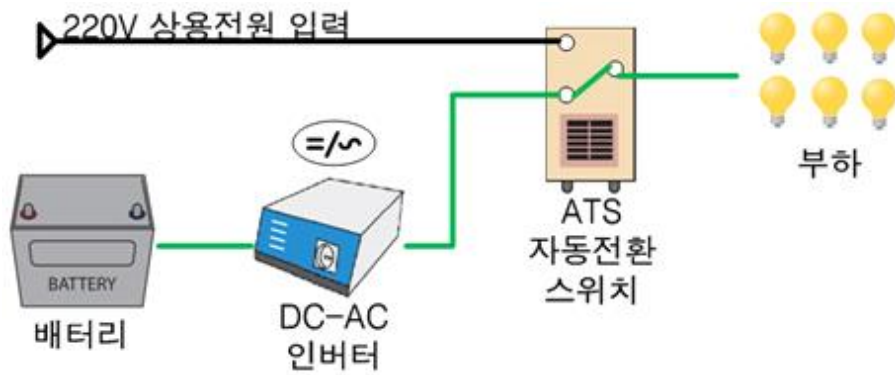 220V 상용전원 입력
=/~
BATTERY
배터리
DC-AC
인버터
ATS
자동전환
스위치
부하